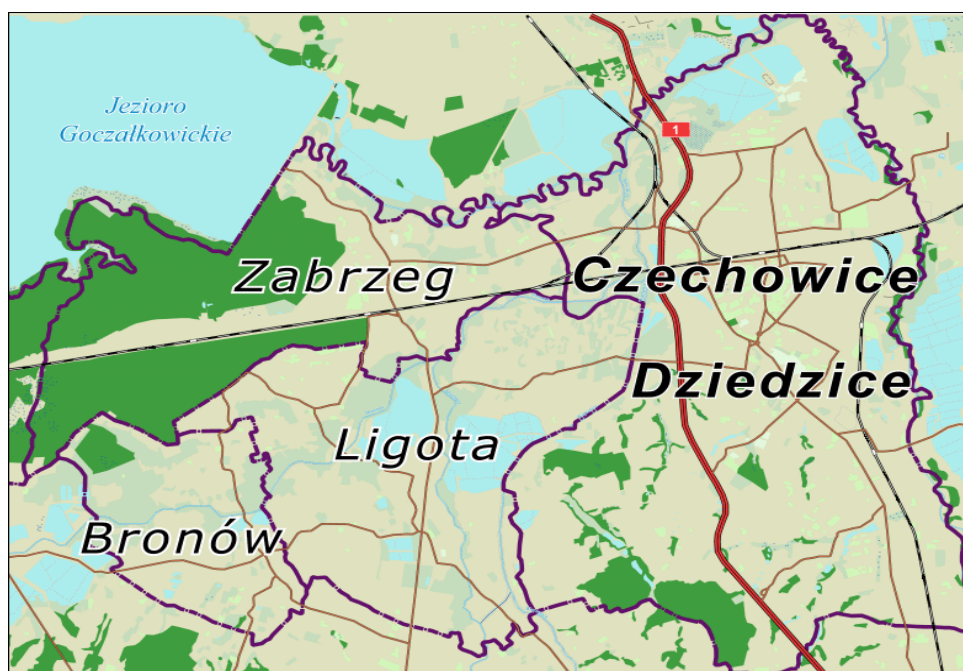 Jezioro
Goczałkowickie
1
Zabrzeg
Czechowice
Dziedzice
Ligota
Bronów